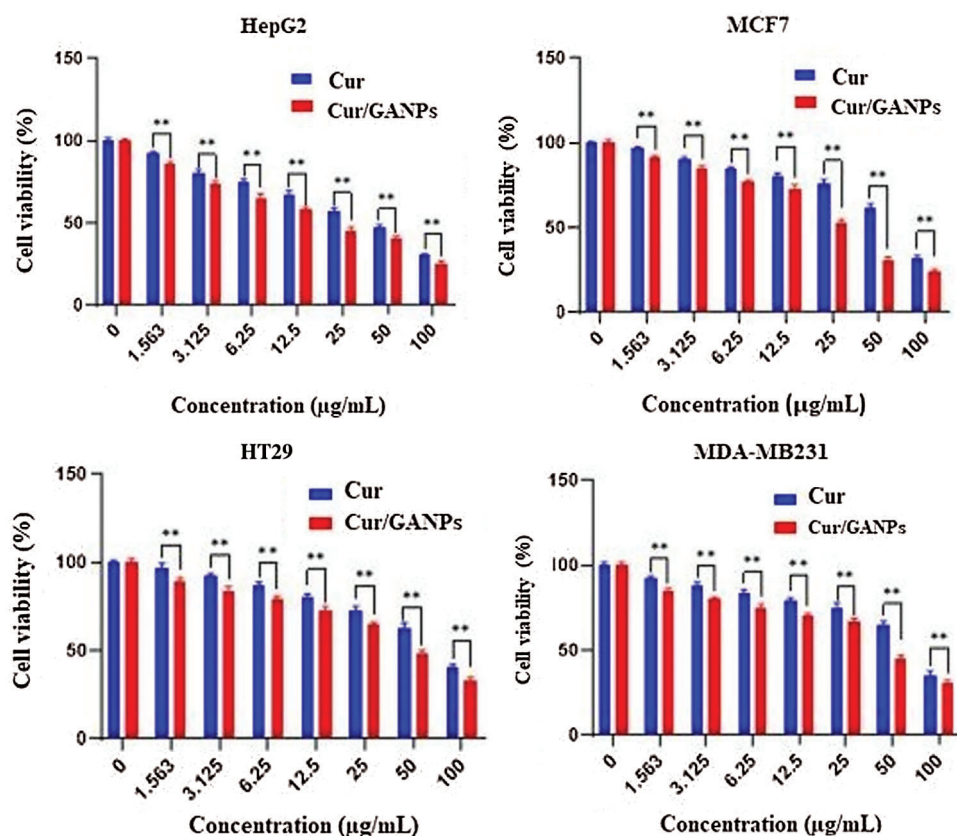 HepG2
150
Cur
Cur/GANPs
100
** ** ** ** ** ** **
50
0
Cell viability (%)
0 1.563 3.125 6.25 12.5 25 50 100
Concentration (µg/mL)
MCF7
150
Cur
Cur/GANPs
100
** ** ** ** ** ** **
50
0
Cell viability (%)
0 1.563 3.125 6.25 12.5 25 50 100
Concentration (µg/mL)
HT29
150
Cur
Cur/GANPs
100
** ** ** ** ** ** **
50
0
Cell viability (%)
0 1.563 3.125 6.25 12.5 25 50 100
Concentration (µg/mL)
MDA-MB231
150
Cur
Cur/GANPs
100
** ** ** ** ** ** **
50
0
Cell viability (%)
0 1.563 3.125 6.25 12.5 25 50 100
Concentration (µg/mL)